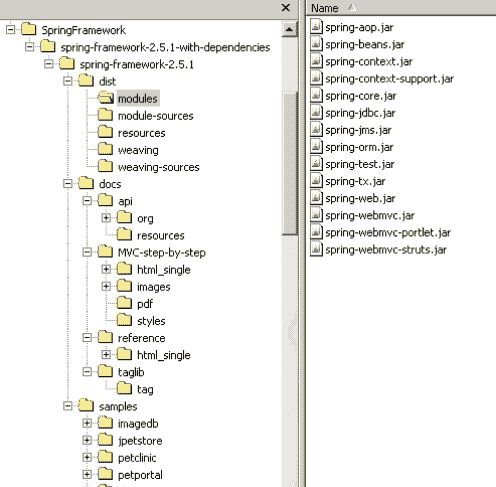 SpringFramework
spring-framework-2.5.1-with-dependencies
spring-framework-2.5.1
dist
modules
module-sources
resources
weaving
weaving-sources
docs
api
org
resources
MVC-step-by-step
html_single
images
pdf
styles
reference
html_single
taglib
tag
samples
imagedb
jpetstore
petclinic
petportal
Name
spring-aop.jar
spring-beans.jar
spring-context.jar
spring-context-support.jar
spring-core.jar
spring-jdbc.jar
spring-jms.jar
spring-orm.jar
spring-test.jar
spring-tx.jar
spring-web.jar
spring-webmvc.jar
spring-webmvc-portlet.jar
spring-webmvc-struts.jar